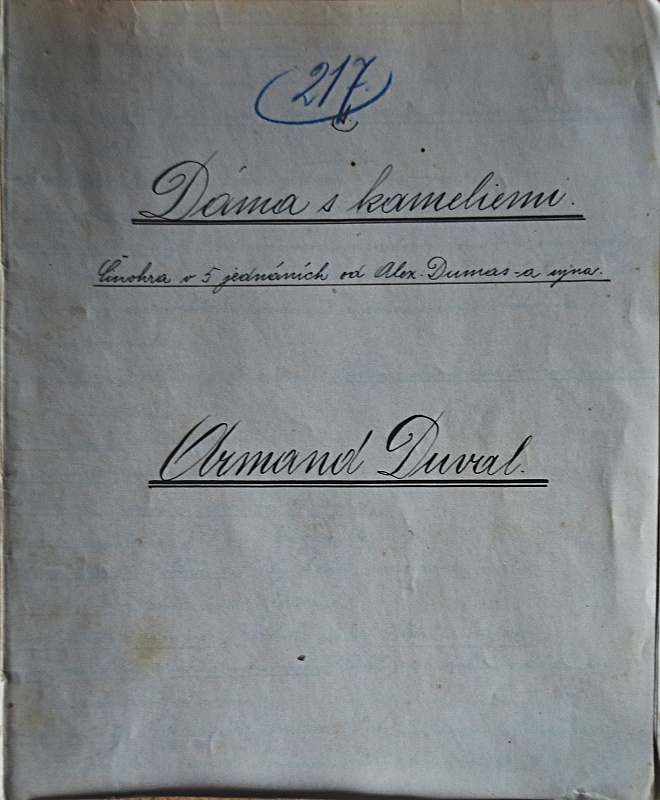 217.
Dáma s kameliemi.
Činohra v 5 jednáních od Alex. Dumas-a syna.
Armand Duval.